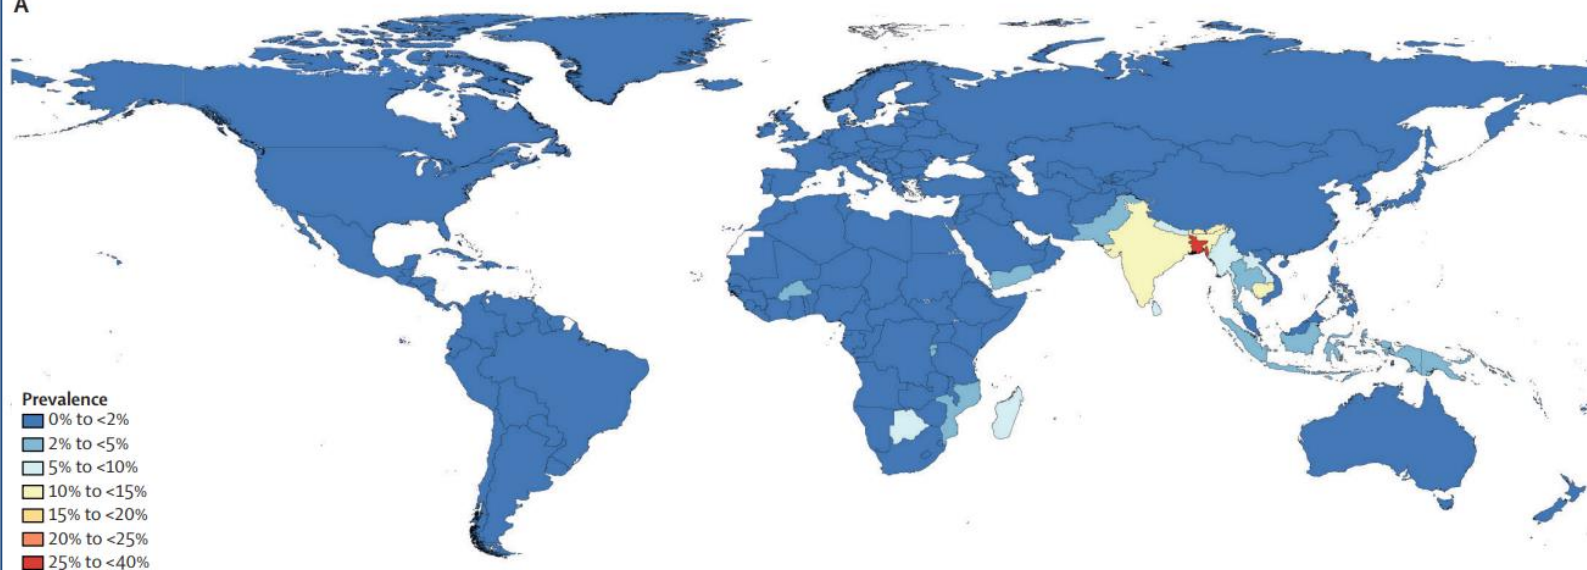 A
Prevalence
0% to <2%
2% to <5%
5% to <10%
10% to <15%
15% to <20%
20% to <25%
25% to <40%